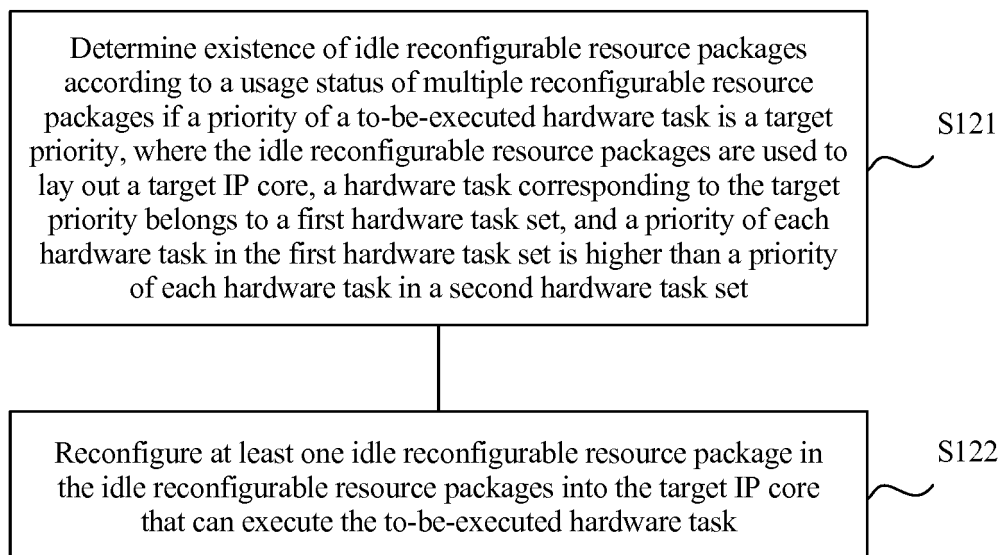 Determine existence of idle reconfigurable resource packages
according to a usage status of multiple reconfigurable resource
packages if a priority of a to-be-executed hardware task is a target
priority, where the idle reconfigurable resource packages are used to
lay out a target IP core, a hardware task corresponding to the target
priority belongs to a first hardware task set, and a priority of each
hardware task in the first hardware task set is higher than a priority
of each hardware task in a second hardware task set
S121
Reconfigure at least one idle reconfigurable resource package in
the idle reconfigurable resource packages into the target IP core
that can execute the to-be-executed hardware task
S122